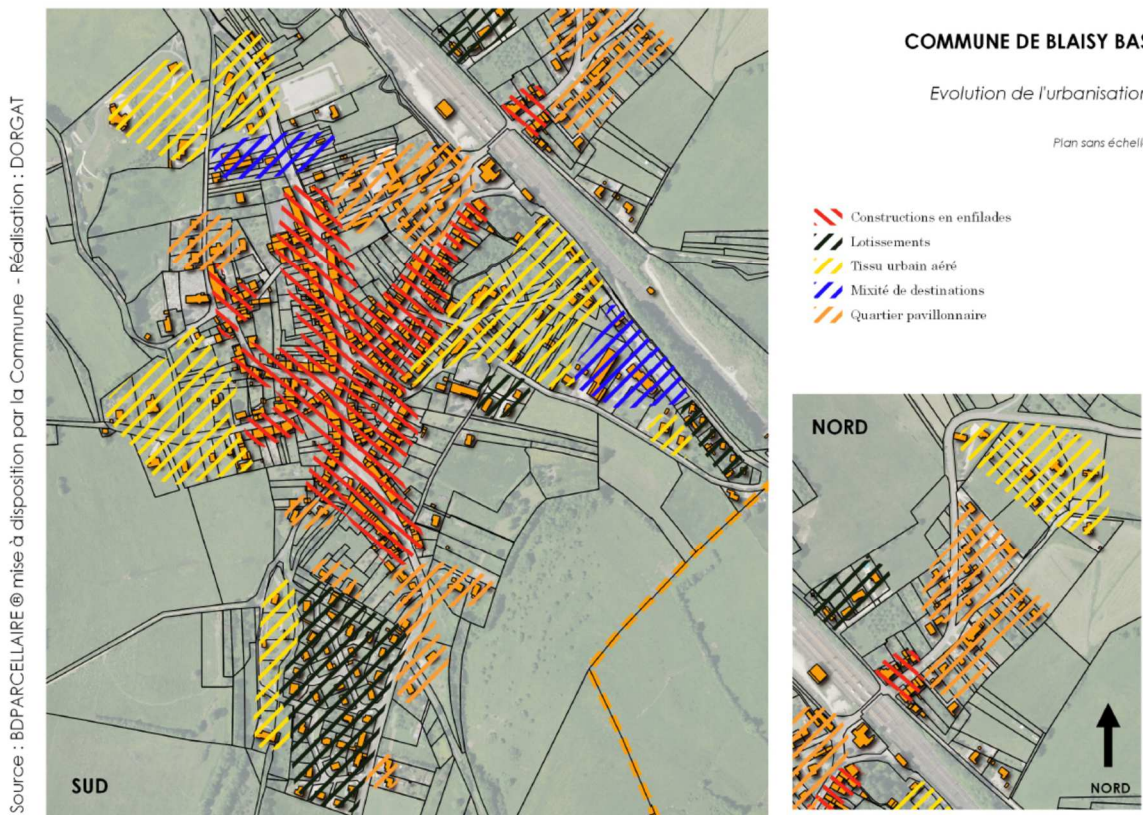 Source : BDPARCELLAIRE ® mise à disposition par la Commune - Réalisation : DORGAT
COMMUNE DE BLAISY BAS
Evolution de l'urbanisation
Plan sans échelle
Constructions en enfilades
Lotissements
Tissu urbain aéré
Mixité de destinations
Quartier pavillonnaire
NORD
NORD
SUD